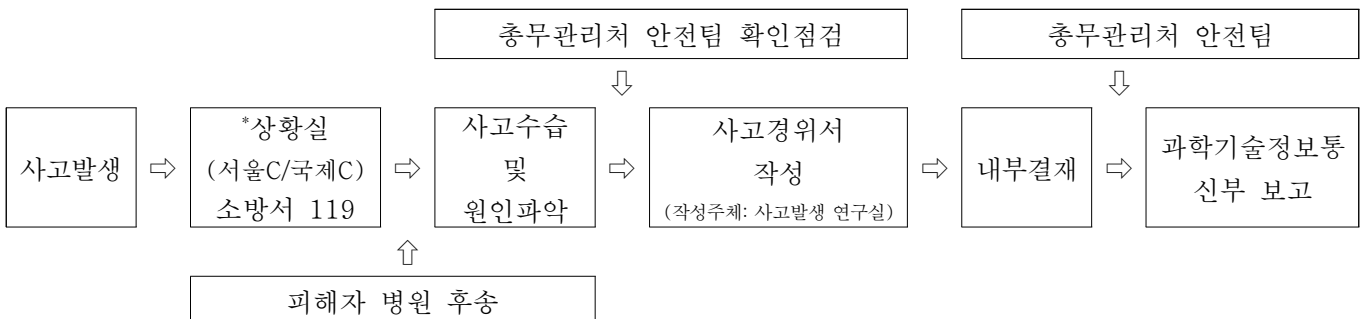 총무관리처 안전팀 확인점검
총무관리처 안전팀
⇩
⇩
사고발생
⇨
*상황실
(서울C/국제C)
소방서 119
⇨
사고수습
및
원인파악
⇨
사고경위서
작성
(작성주체: 사고발생 연구실)
⇨
내부결재
⇨
과학기술정보통
신부 보고
⇧
피해자 병원 후송